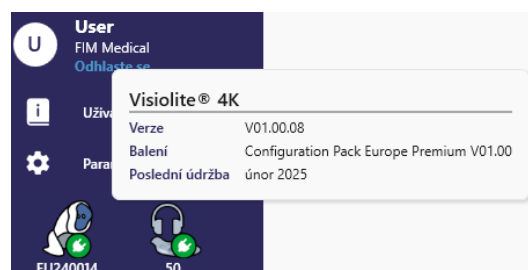 U
User
FIM Medical
Odhlaste se
Visiolite® 4K
Uživa
Verze V01.00.08
Balení Configuration Pack Europe Premium V01.00
Para
Poslední údržba únor 2025
EU240014 50